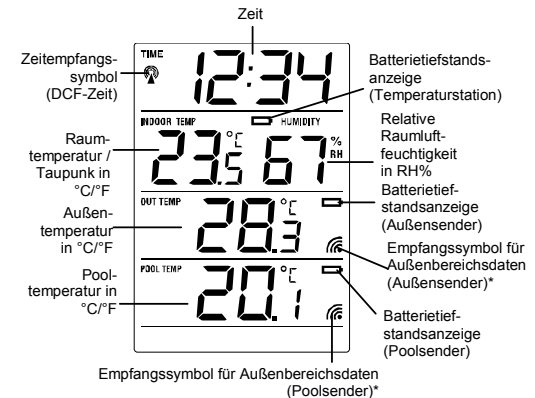 Zeit
TIME
12:34
Zeitempfangs-
symbol
(DCF-Zeit)
Batterietiefstands-
anzeige
(Temperaturstation)
INDOOR TEMP
HUMIDITY
23.5 °C
67 % RH
Raum-
temperatur /
Taupunk in
°C/°F
Relative
Raumluft-
feuchtigkeit
in RH%
OUT TEMP
28.3 °C
Außen-
temperatur
in °C/°F
Batterietief-
standsanzeige
(Außensender)
Empfangssymbol für
Außenbereichsdaten
(Außensender)*
POOL TEMP
20.1 °C
Pool-
temperatur in
°C/°F
Batterietief-
standsanzeige
(Poolsender)
Empfangssymbol für Außenbereichsdaten
(Poolsender)*